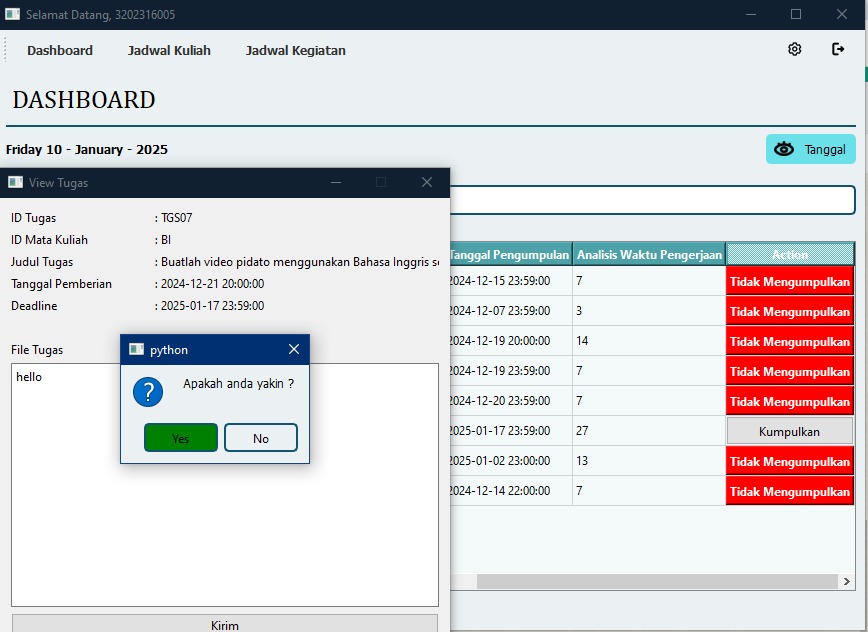 Selamat Datang, 3202316005
Dashboard Jadwal Kuliah Jadwal Kegiatan
DASHBOARD
Friday 10 - January - 2025
Tanggal
View Tugas
ID Tugas : TGS07
ID Mata Kuliah : BI
Judul Tugas : Buatlah video pidato menggunakan Bahasa Inggris
Tanggal Pemberian : 2024-12-21 20:00:00
Deadline : 2025-01-17 23:59:00
File Tugas
hello
python
Apakah anda yakin ?
Yes No
Kirim
Tanggal Pengumpulan Analisis Waktu Pengerjaan Action
2024-12-15 23:59:00 7 Tidak Mengumpulkan
2024-12-07 23:59:00 3 Tidak Mengumpulkan
2024-12-19 20:00:00 14 Tidak Mengumpulkan
2024-12-19 23:59:00 7 Tidak Mengumpulkan
2024-12-20 23:59:00 7 Tidak Mengumpulkan
2025-01-17 23:59:00 27 Kumpulkan
2025-01-02 23:00:00 13 Tidak Mengumpulkan
2024-12-14 22:00:00 7 Tidak Mengumpulkan